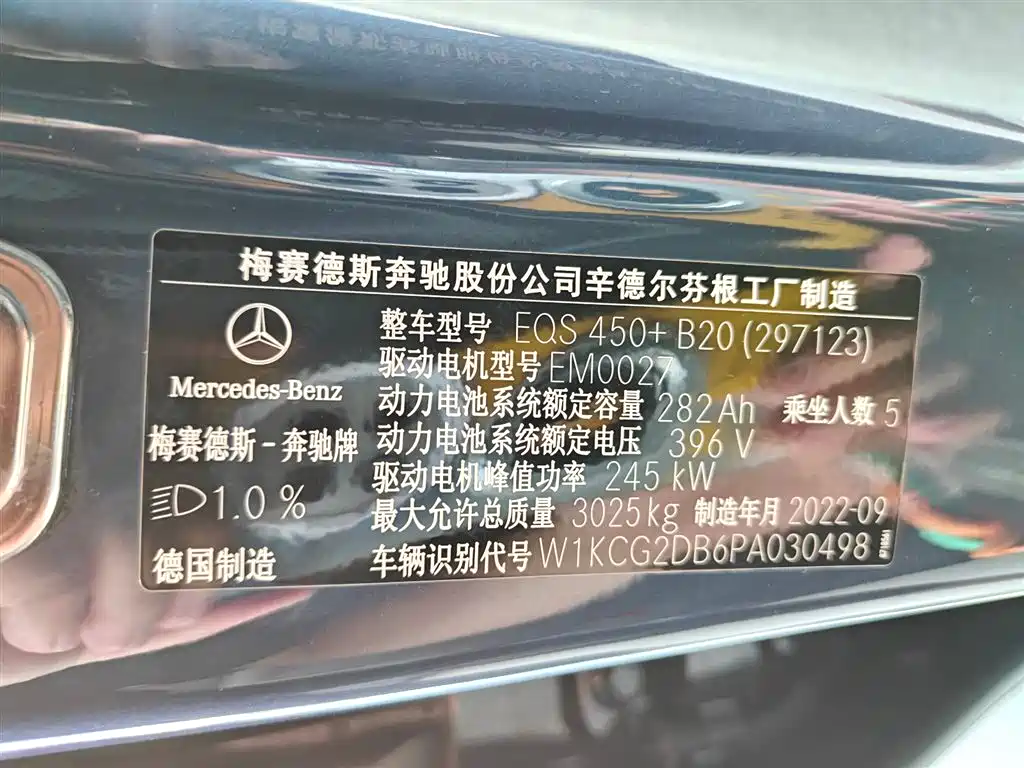 梅赛德斯奔驰股份公司辛德尔芬根工厂制造
整车型号 EQS 450+ B20 (297123)
驱动电机型号 EM0027
Mercedes-Benz
动力电池系统额定容量 282 Ah 乘坐人数 5
梅赛德斯-奔驰牌
动力电池系统额定电压 396 V
驱动电机峰值功率 245 kW
1.0 %
最大允许总质量 3025 kg 制造年月 2022-09
德国制造
车辆识别代号 W1KCG2DB6PA030498